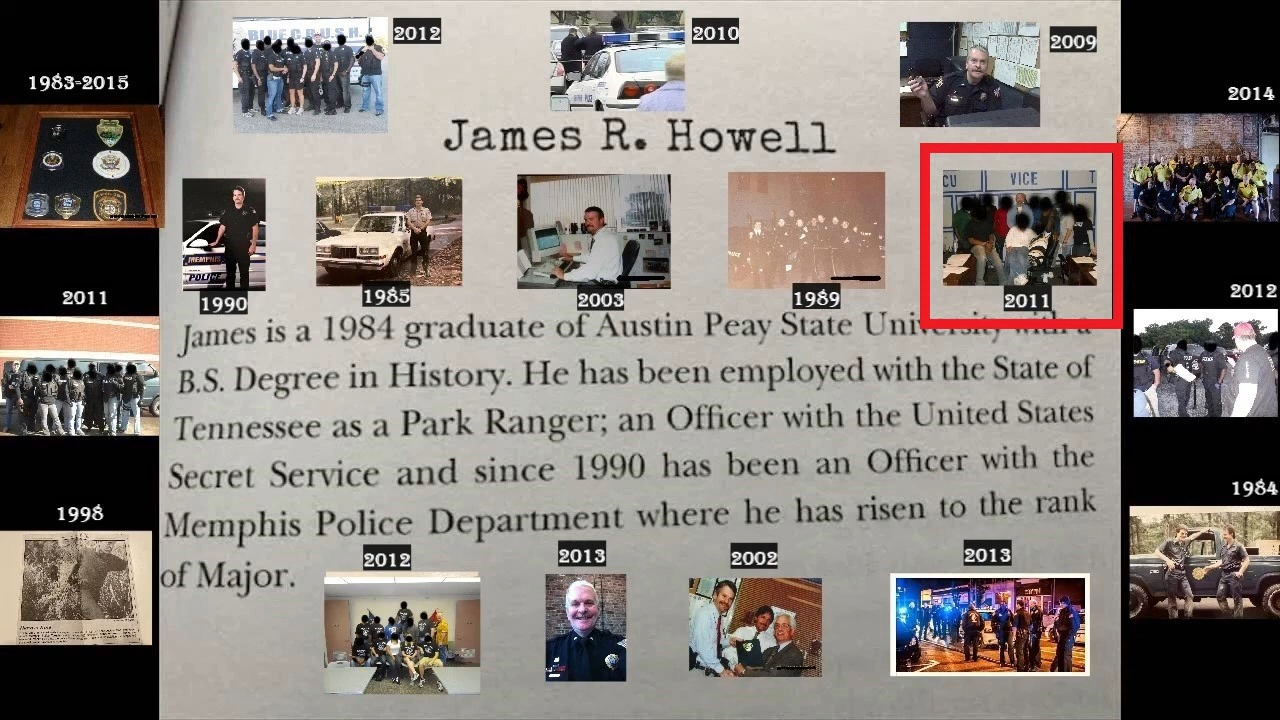 2012
2010
2009
1983-2015
2014
BLUE C.R.U.S.H.
James R. Howell
CU VICE T
MEMPHIS
POLICE
1990
1985
2003
1989
2011
2011
2012
James is a 1984 graduate of Austin Peay State University with a
B.S. Degree in History. He has been employed with the State of
Tennessee as a Park Ranger; an Officer with the United States
Secret Service and since 1990 has been an Officer with the
Memphis Police Department where he has risen to the rank
of Major.
1998
1984
2012
2013
2002
2013